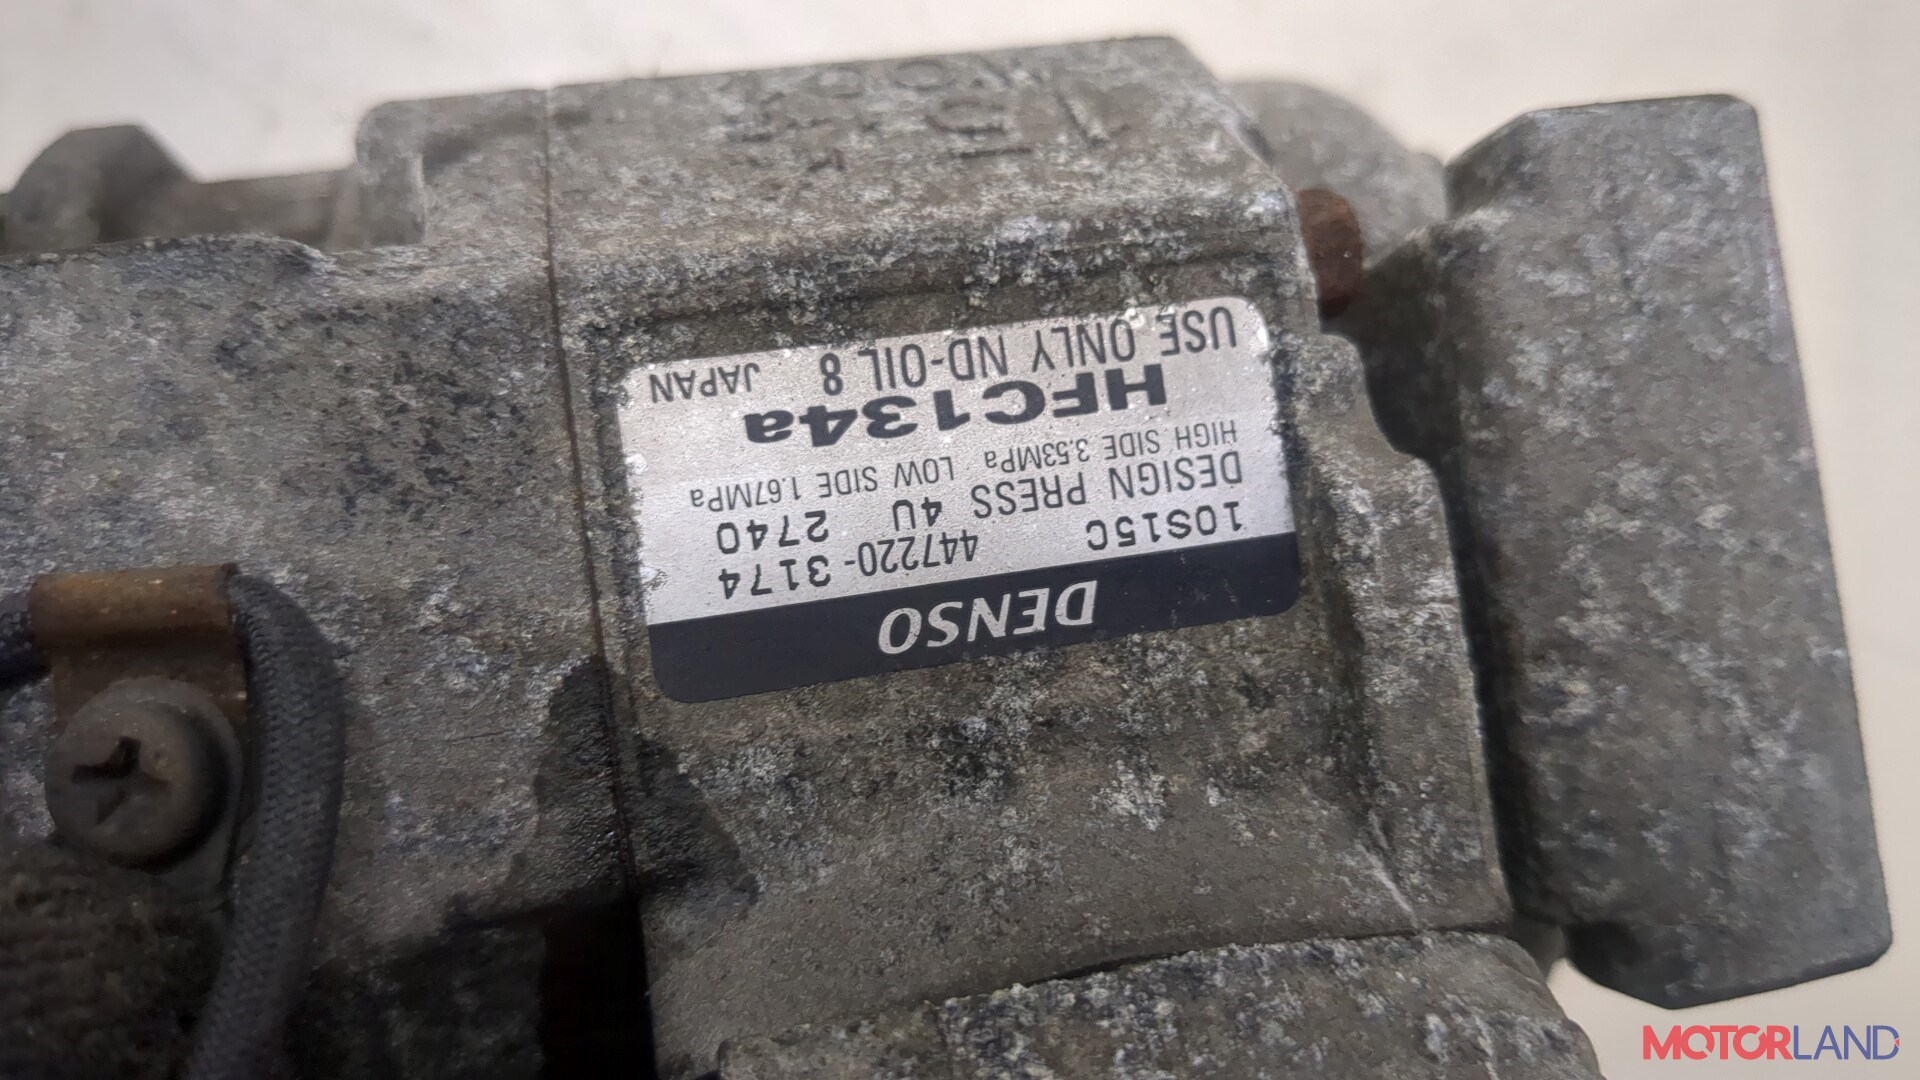 DENSO
10S15C 447220-3174
DESIGN PRESS 4U 2740
HIGH SIDE 3.53MPa LOW SIDE 1.67MPa
HFC134a
USE ONLY ND-OIL 8 JAPAN
MOTORLAND